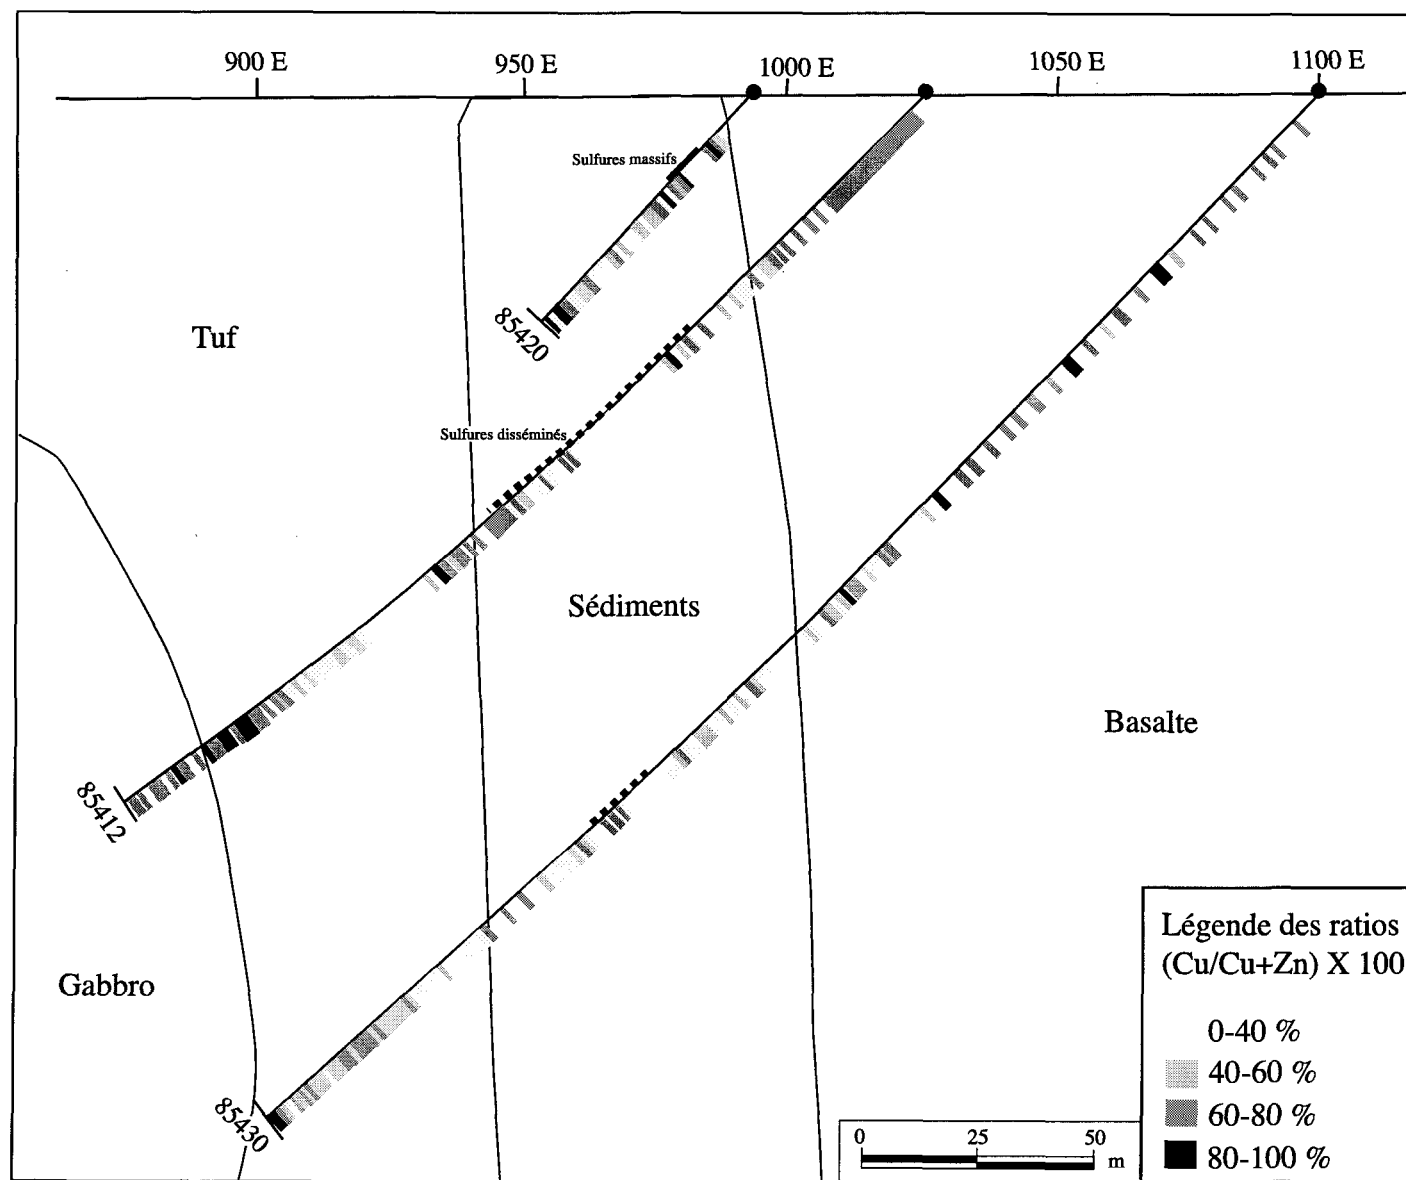 900 E
950 E
1000 E
1050 E
1100 E
Sulfures massifs
85420
Tuf
Sulfures disséminés
Sédiments
Basalte
85412
Gabbro
85430
Légende des ratios
(Cu/Cu+Zn) X 100
0-40 %
40-60 %
60-80 %
80-100 %
0 25 50
m